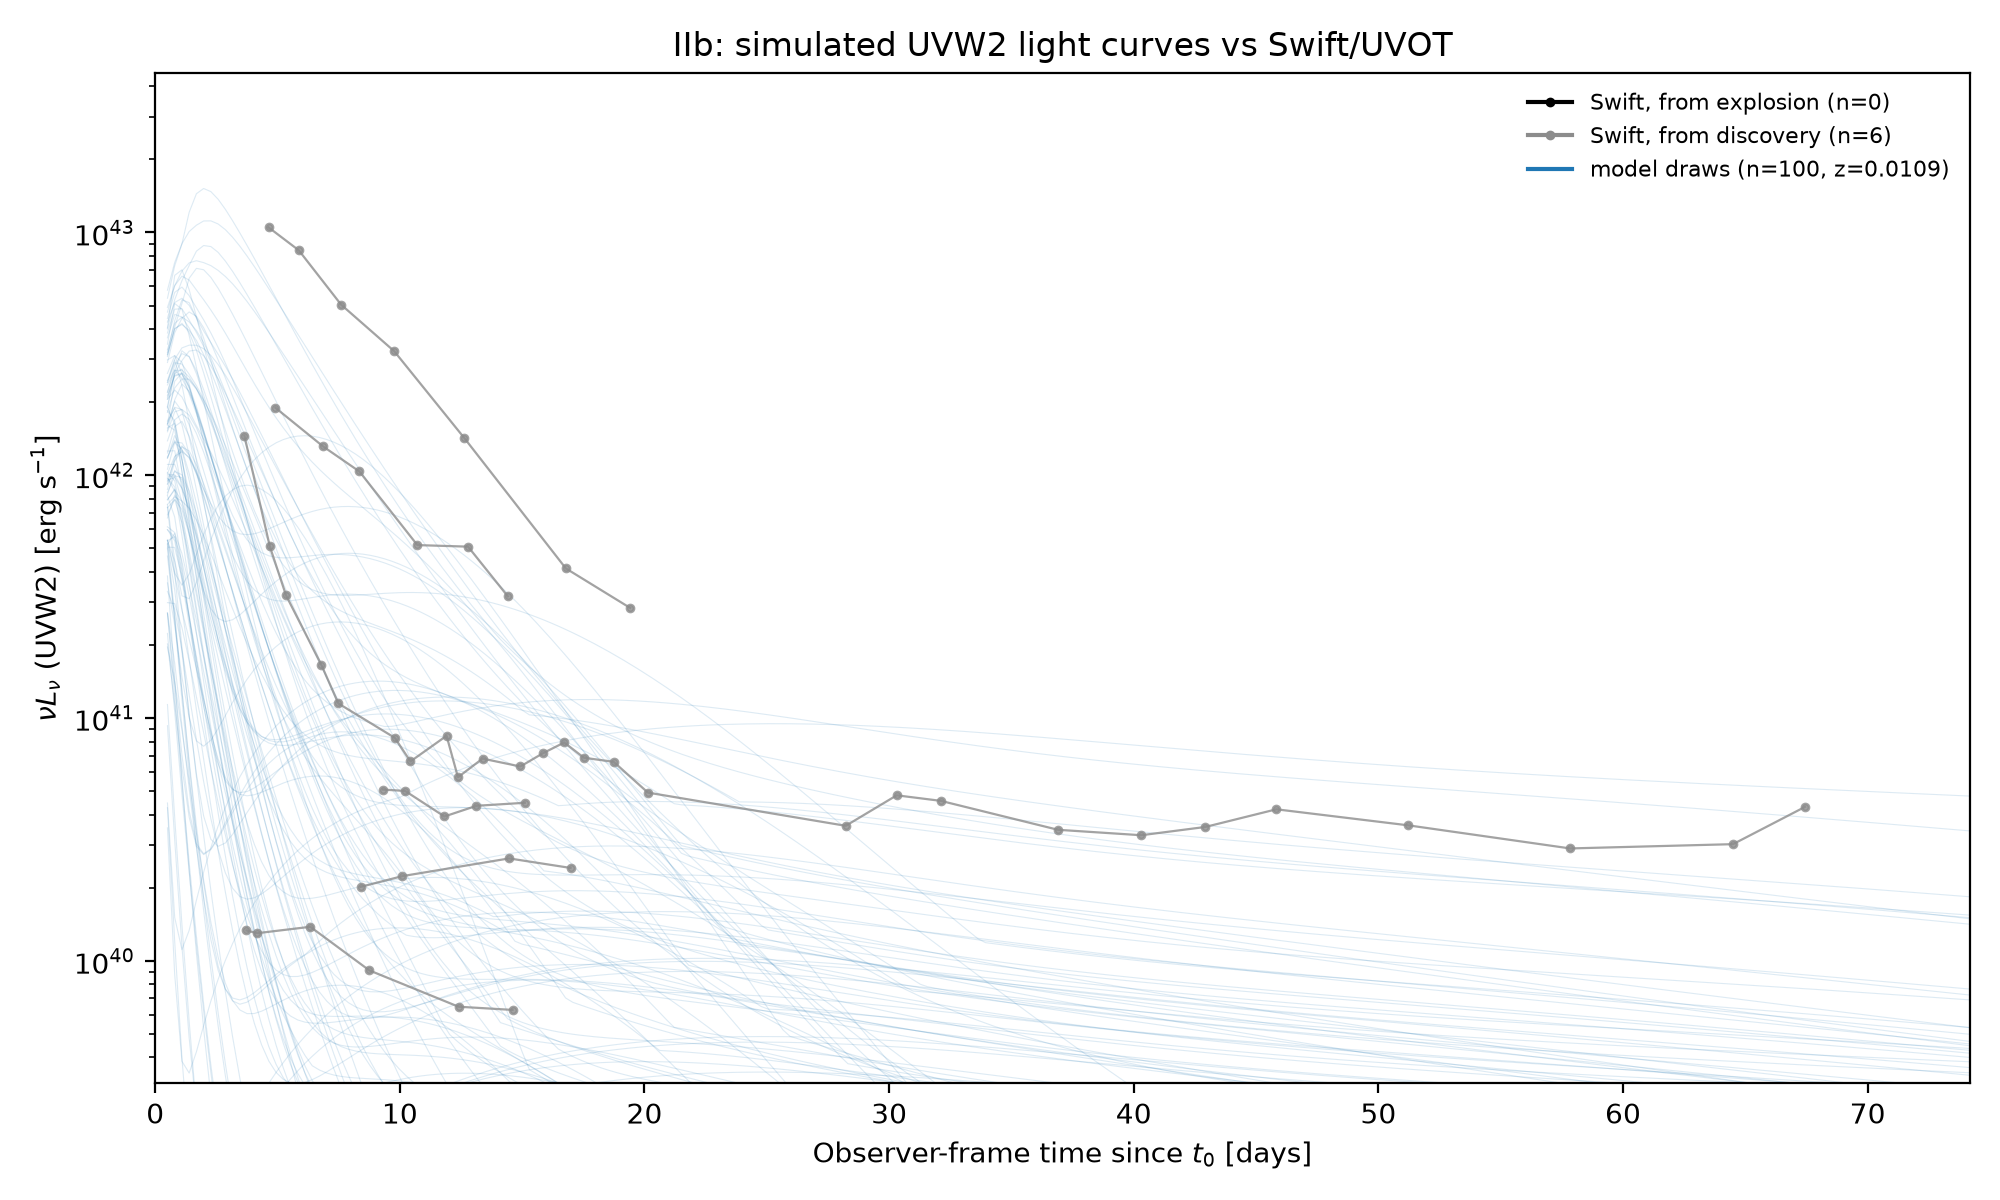 IIb: simulated UVW2 light curves vs Swift/UVOT
Swift, from explosion (n=0)
Swift, from discovery (n=6)
model draws (n=100, z=0.0109)
νL_ν (UVW2) [erg s⁻¹]
10⁴³
10⁴²
10⁴¹
10⁴⁰
0 10 20 30 40 50 60 70
Observer-frame time since t₀ [days]